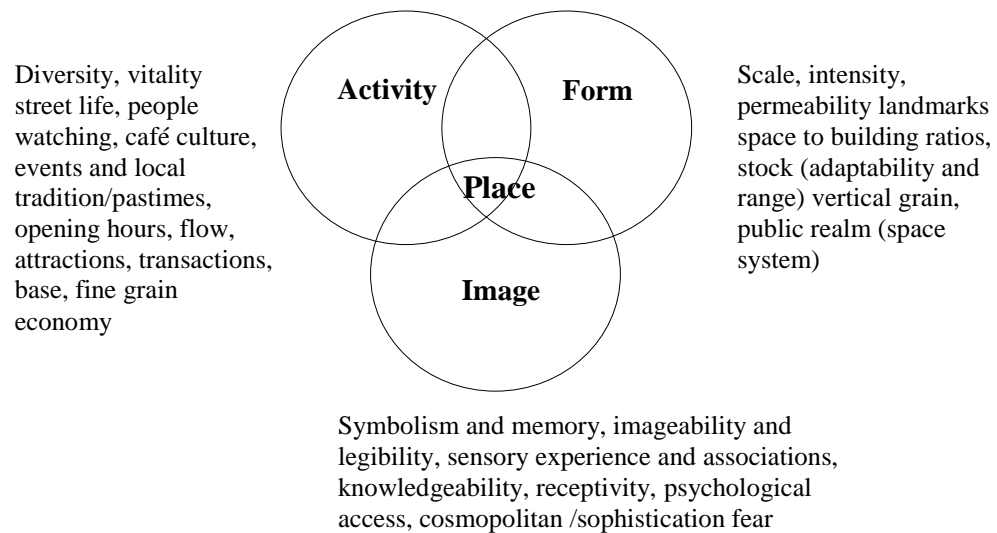 Diversity, vitality
street life, people
watching, café culture,
events and local
tradition/pastimes,
opening hours, flow,
attractions, transactions,
base, fine grain
economy
Activity
Form
Place
Image
Scale, intensity,
permeability landmarks
space to building ratios,
stock (adaptability and
range) vertical grain,
public realm (space
system)
Symbolism and memory, imageability and
legibility, sensory experience and associations,
knowledgeability, receptivity, psychological
access, cosmopolitan /sophistication fear